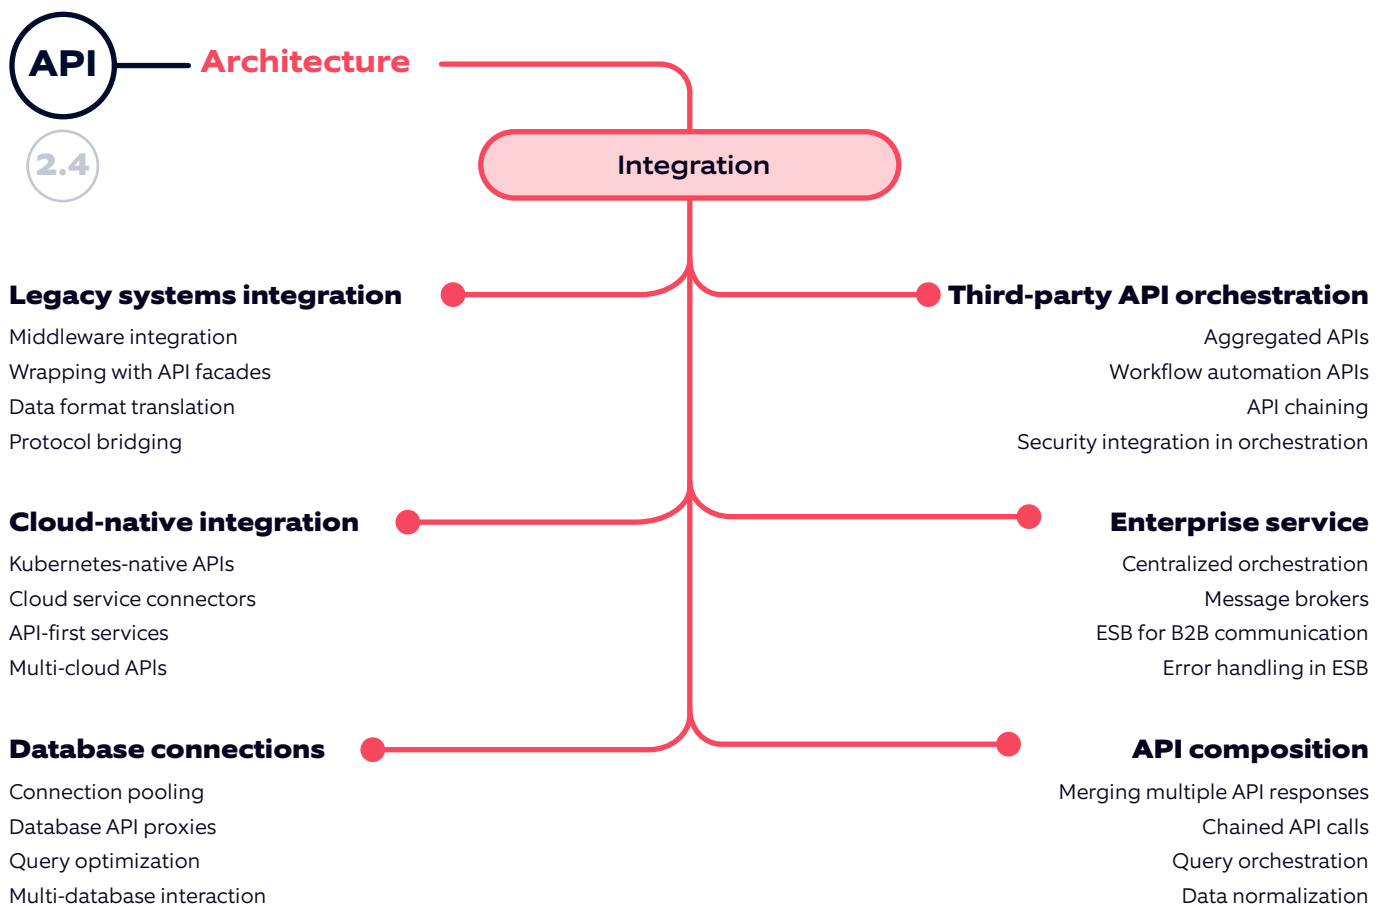 API
Architecture
2.4
Integration
Legacy systems integration
Middleware integration
Wrapping with API facades
Data format translation
Protocol bridging
Third-party API orchestration
Aggregated APIs
Workflow automation APIs
API chaining
Security integration in orchestration
Cloud-native integration
Kubernetes-native APIs
Cloud service connectors
API-first services
Multi-cloud APIs
Enterprise service
Centralized orchestration
Message brokers
ESB for B2B communication
Error handling in ESB
Database connections
Connection pooling
Database API proxies
Query optimization
Multi-database interaction
API composition
Merging multiple API responses
Chained API calls
Query orchestration
Data normalization